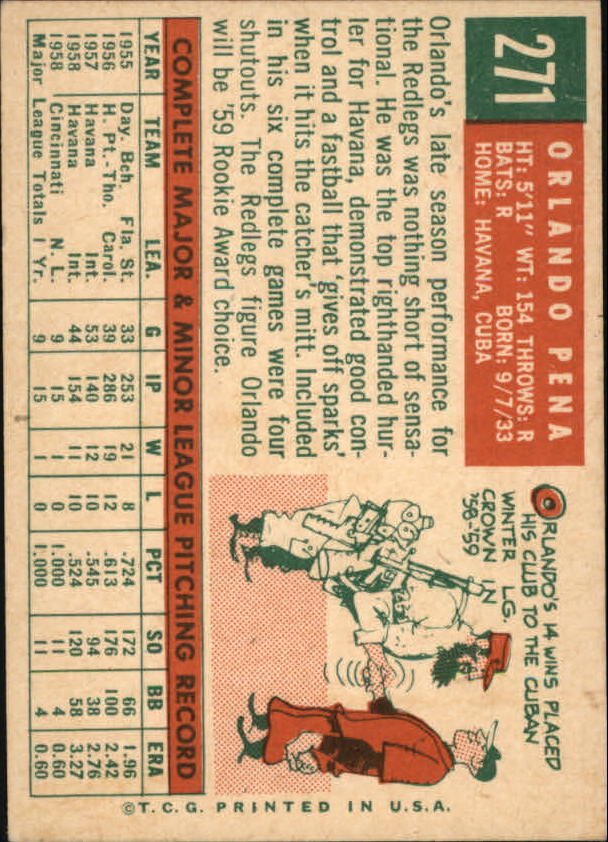 271
ORLANDO PENA
HT: 5'11" WT: 154 THROWS: R
BATS: R BORN: 9/7/33
HOME: HAVANA, CUBA
Orlando's late season performance for
the Redlegs was nothing short of sensa-
tional. He was the top righthanded hur-
ler for Havana, demonstrated good con-
trol and a fastball that 'gives off sparks'
when it hits the catcher's mitt. Included
in his six complete games were four
shutouts. The Redlegs figure Orlando
will be '59 Rookie Award choice.
ORLANDO'S 14 WINS PLACED
HIS CLUB TO THE CUBAN
WINTER LG.
CROWN IN
'58-'59
COMPLETE MAJOR & MINOR LEAGUE PITCHING RECORD
YEAR TEAM LEA. G IP W L PCT SO BB ERA
1955 Day. Bch. Fla. St. 33 253 21 8 .724 172 66 1.96
1956 H. Pt.-Tho. Carol. 39 286 19 12 .613 176 100 2.42
1957 Havana Int. 53 140 12 10 .545 94 38 2.76
1958 Havana Int. 44 154 11 10 .524 120 58 3.27
1958 Cincinnati N. L. 9 15 1 0 1.000 11 4 0.60
Major League Totals 1 Yr. 9 15 1 0 1.000 11 4 0.60
©T.C.G. PRINTED IN U.S.A.